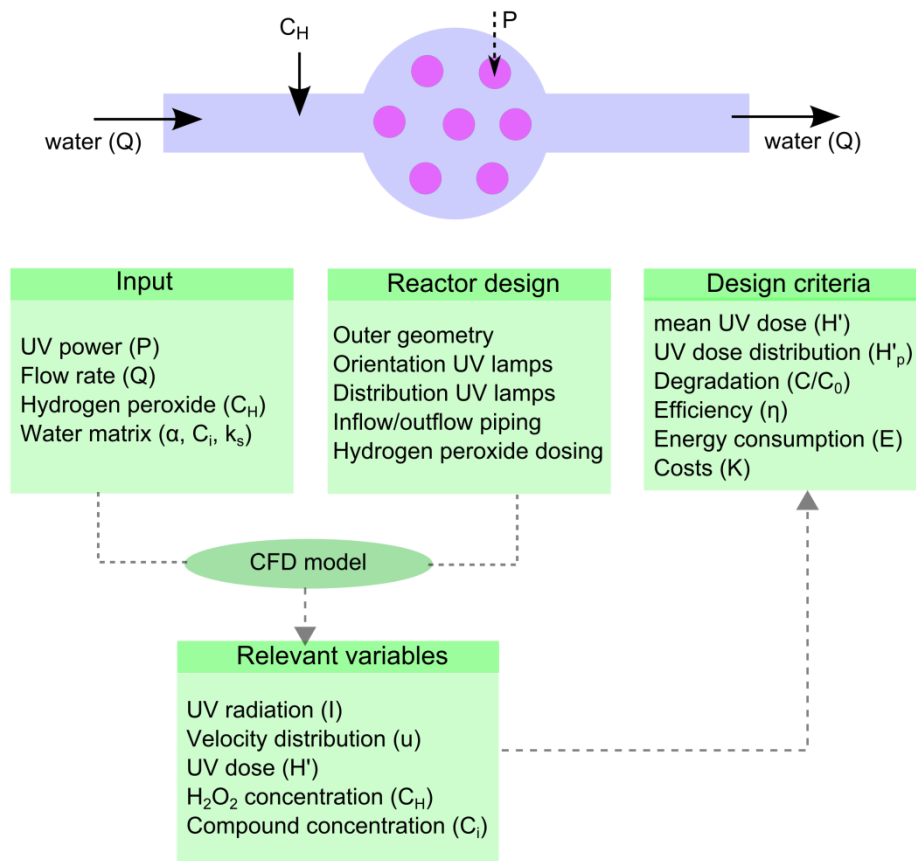 C_H
P
water (Q)
water (Q)
Input
UV power (P)
Flow rate (Q)
Hydrogen peroxide (C_H)
Water matrix (α, C_i, k_s)
Reactor design
Outer geometry
Orientation UV lamps
Distribution UV lamps
Inflow/outflow piping
Hydrogen peroxide dosing
Design criteria
mean UV dose (H')
UV dose distribution (H'_p)
Degradation (C/C_0)
Efficiency (η)
Energy consumption (E)
Costs (K)
CFD model
Relevant variables
UV radiation (I)
Velocity distribution (u)
UV dose (H')
H_2O_2 concentration (C_H)
Compound concentration (C_i)